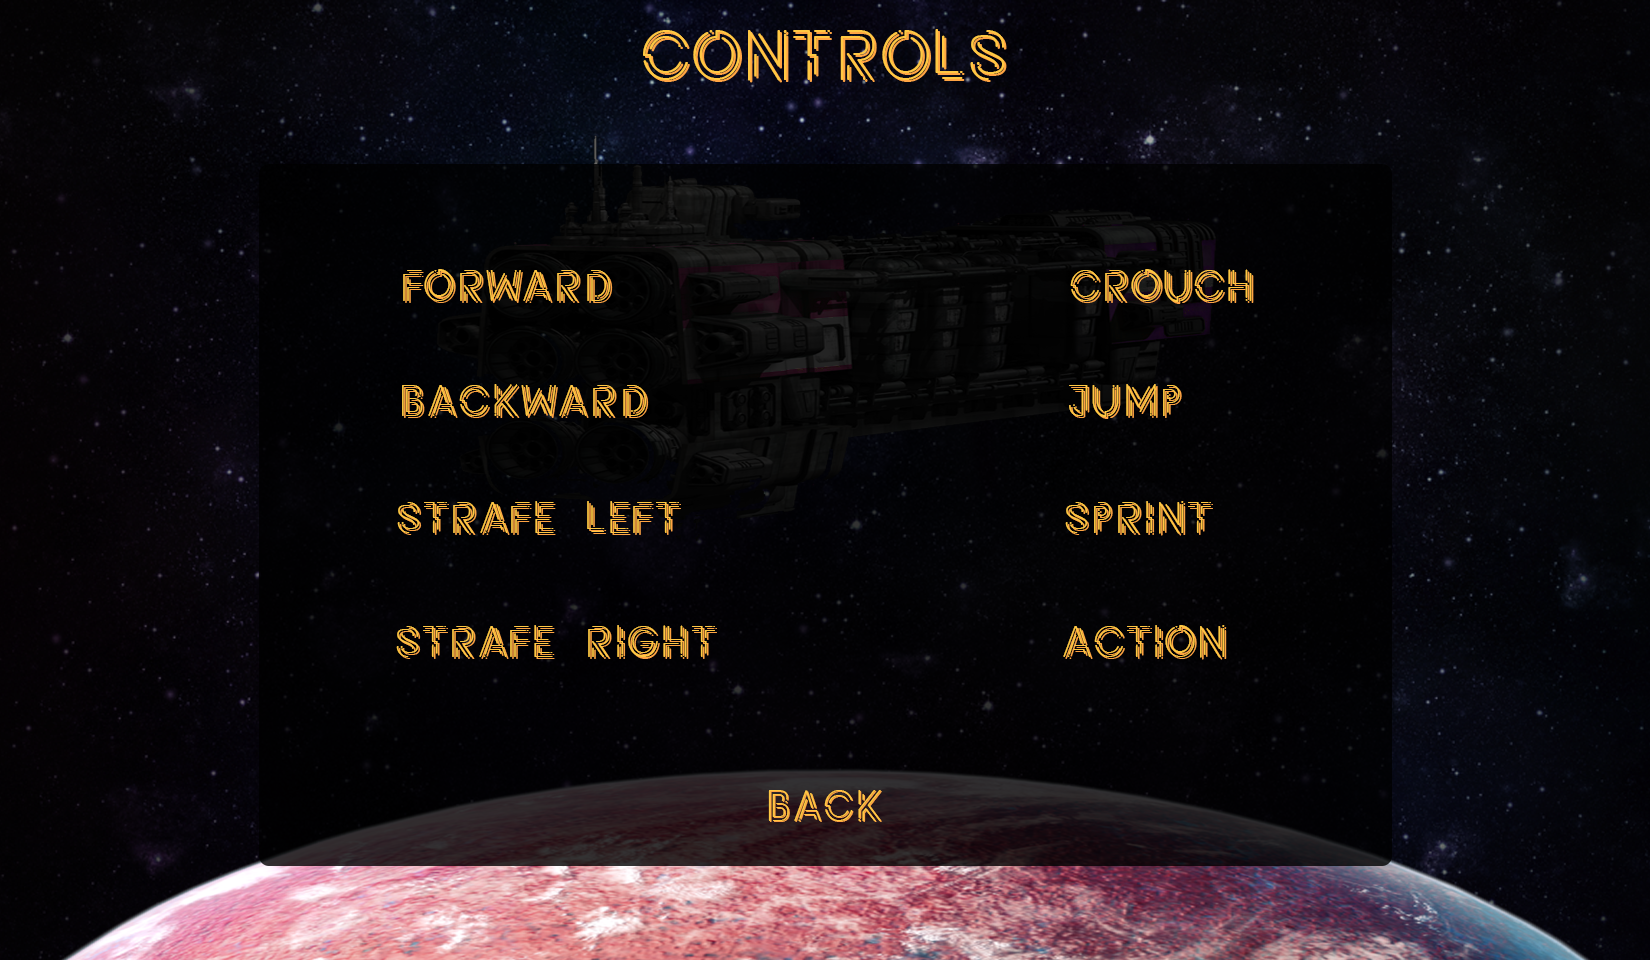 CONTROLS
FORWARD
BACKWARD
STRAFE LEFT
STRAFE RIGHT
CROUCH
JUMP
SPRINT
ACTION
BACK